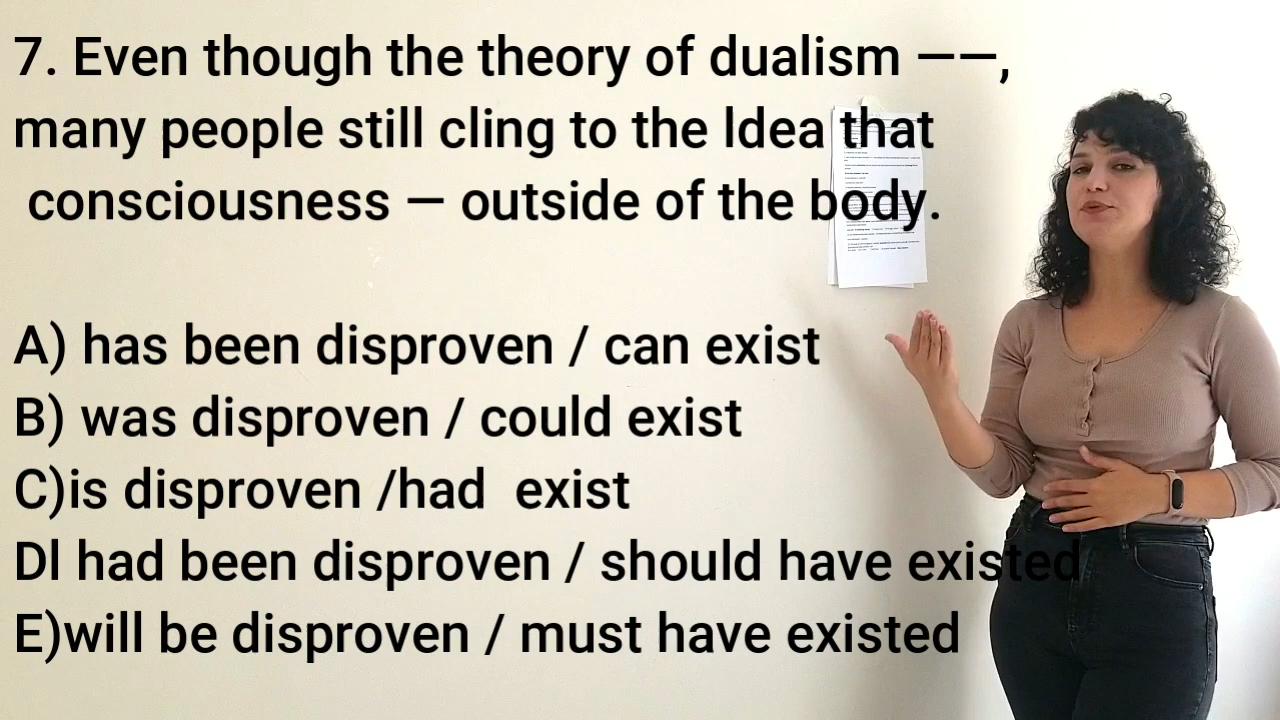 7. Even though the theory of dualism ––,
many people still cling to the Idea that
consciousness – outside of the body.
A) has been disproven / can exist
B) was disproven / could exist
C)is disproven /had exist
Dl had been disproven / should have existed
E)will be disproven / must have existed